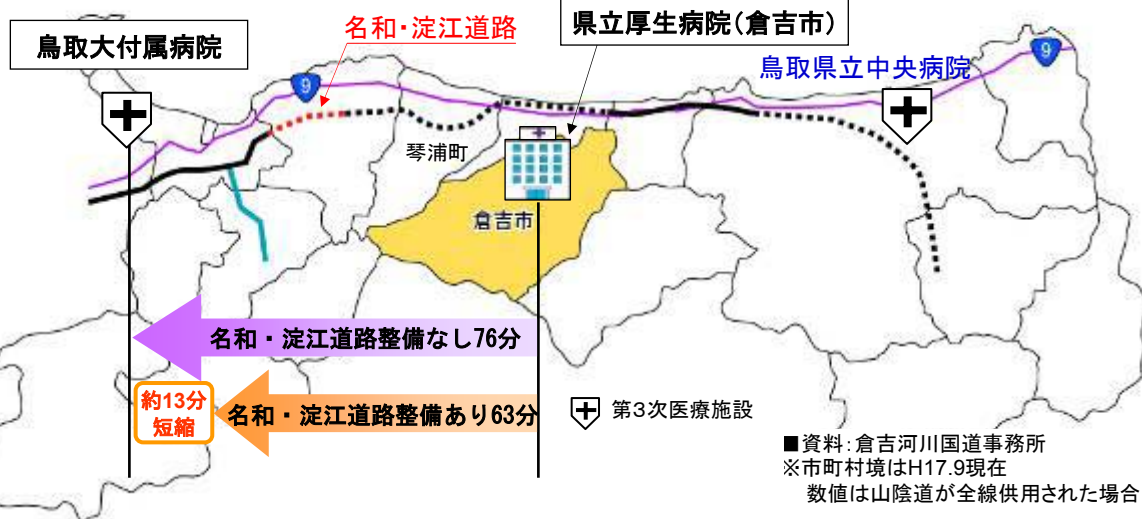 県立厚生病院(倉吉市)
鳥取大付属病院
名和・淀江道路
鳥取県立中央病院
9
9
琴浦町
倉吉市
名和・淀江道路整備なし76分
約13分
短縮
名和・淀江道路整備あり63分
第3次医療施設
■資料:倉吉河川国道事務所
※市町村境はH17.9現在
数値は山陰道が全線供用された場合